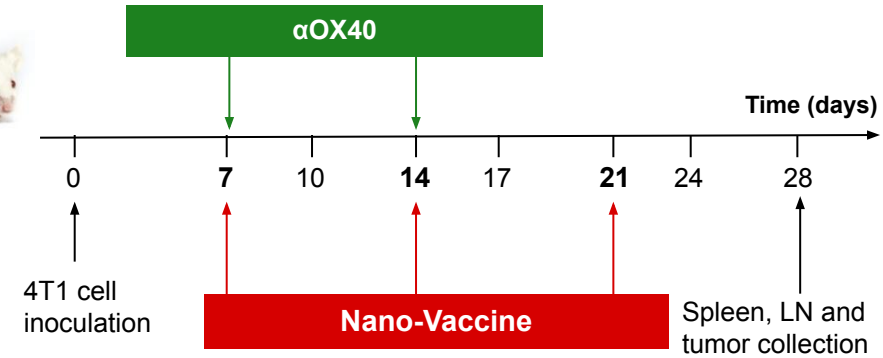 αOX40
Time (days)
0 7 10 14 17 21 24 28
4T1 cell
inoculation
Nano-Vaccine
Spleen, LN and
tumor collection